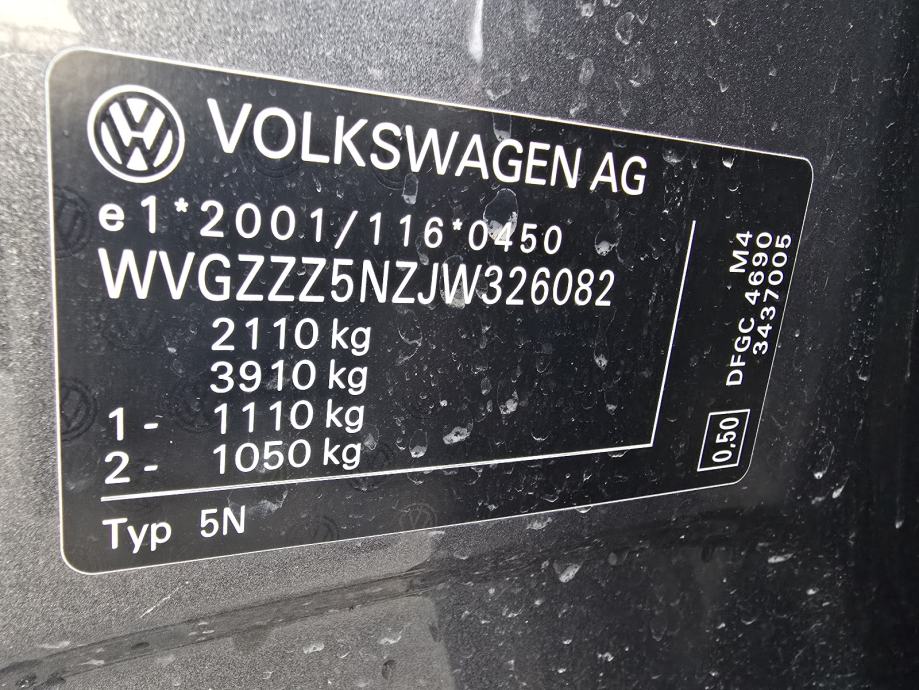 VOLKSWAGEN AG
e1*2001/116*0450
WVGZZZ5NZJW326082
2110 kg
3910 kg
1- 1110 kg
2- 1050 kg
Typ 5N
M4
DFGC 4690
3437005
0,50